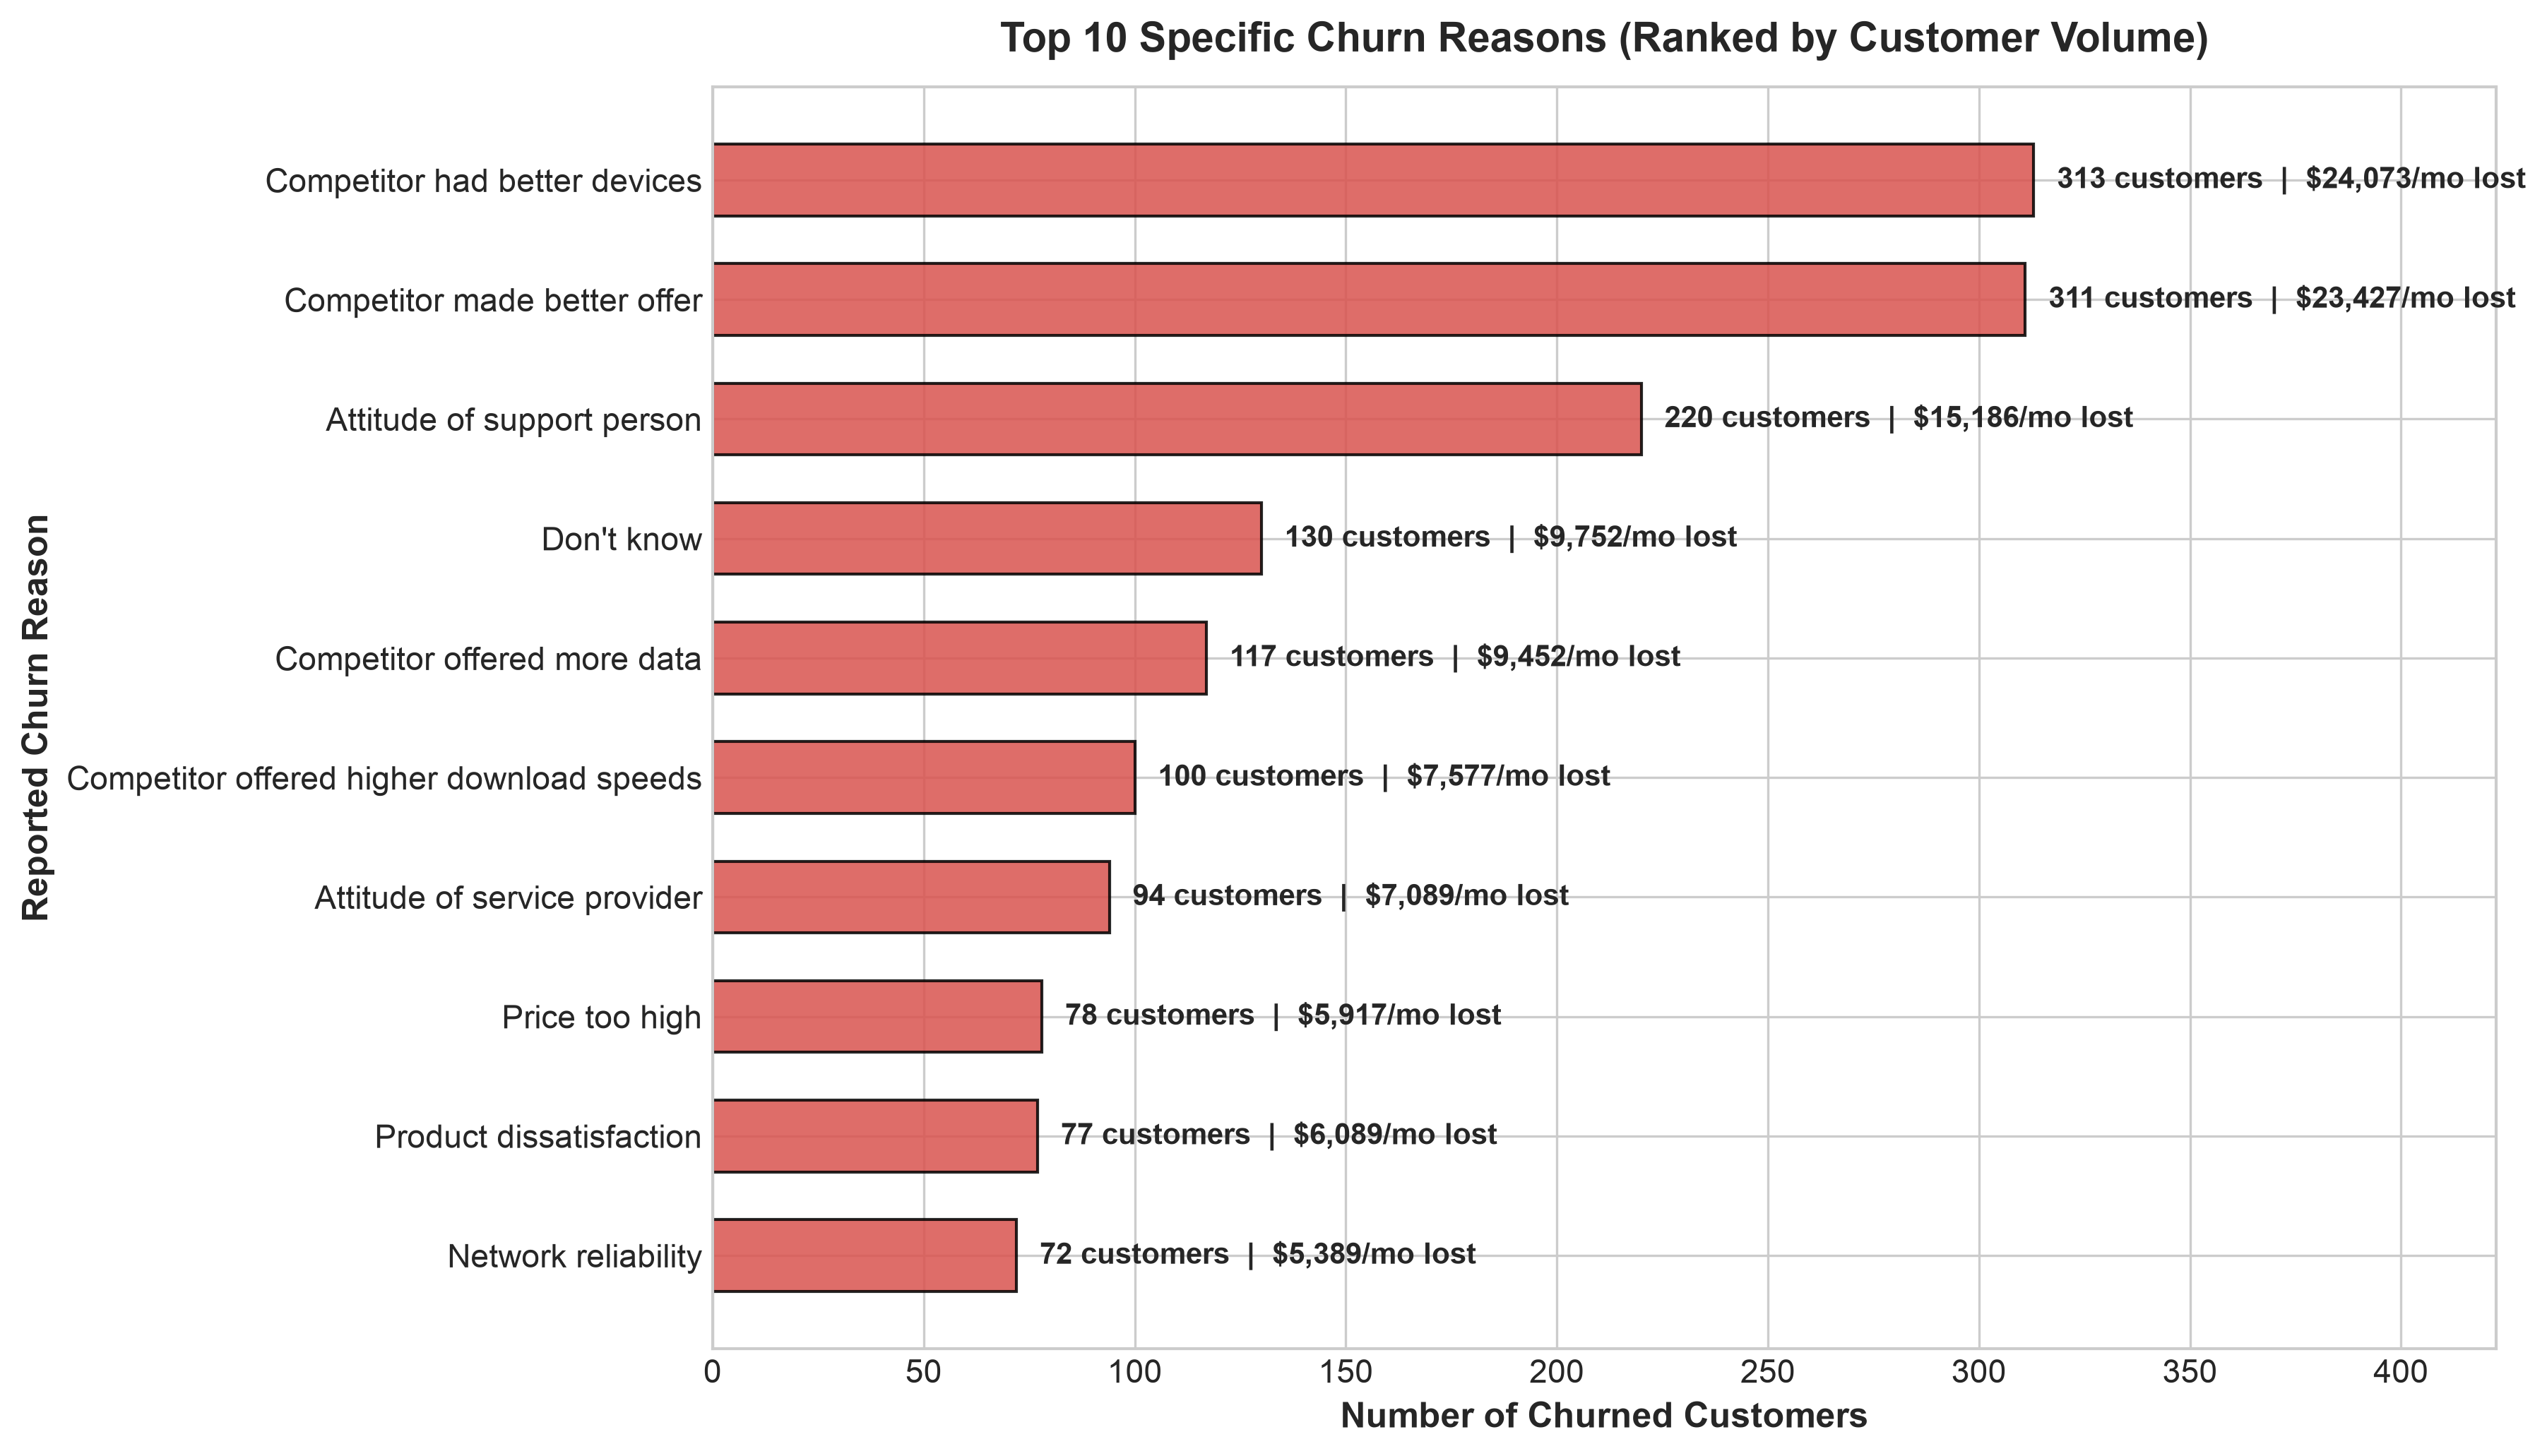 Top 10 Specific Churn Reasons (Ranked by Customer Volume)
Reported Churn Reason
Competitor had better devices
313 customers | $24,073/mo lost
Competitor made better offer
311 customers | $23,427/mo lost
Attitude of support person
220 customers | $15,186/mo lost
Don't know
130 customers | $9,752/mo lost
Competitor offered more data
117 customers | $9,452/mo lost
Competitor offered higher download speeds
100 customers | $7,577/mo lost
Attitude of service provider
94 customers | $7,089/mo lost
Price too high
78 customers | $5,917/mo lost
Product dissatisfaction
77 customers | $6,089/mo lost
Network reliability
72 customers | $5,389/mo lost
0 50 100 150 200 250 300 350 400
Number of Churned Customers